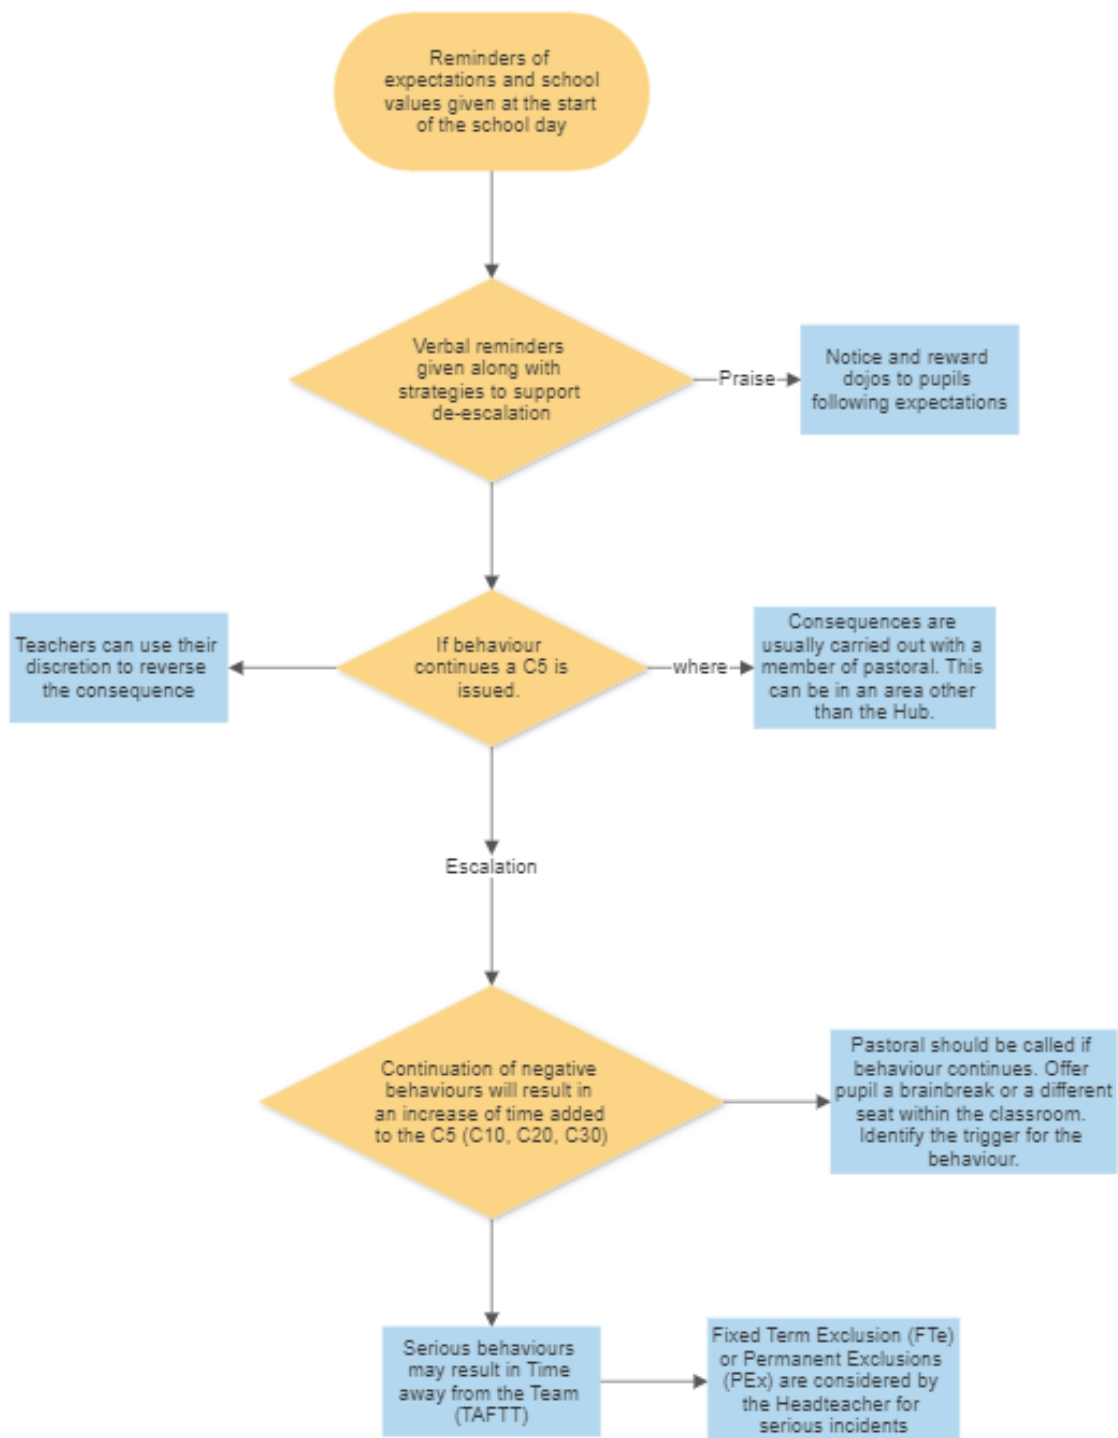 Reminders of
expectations and school
values given at the start
of the school day
Verbal reminders
given along with
strategies to support
de-escalation
Praise
Notice and reward
dojos to pupils
following expectations
Teachers can use their
discretion to reverse
the consequence
If behaviour
continues a C5 is
issued.
where
Consequences are
usually carried out with a
member of pastoral. This
can be in an area other
than the Hub.
Escalation
Continuation of negative
behaviours will result in
an increase of time added
to the C5 (C10, C20, C30)
Pastoral should be called if
behaviour continues. Offer
pupil a brainbreak or a different
seat within the classroom.
Identify the trigger for the
behaviour.
Serious behaviours
may result in Time
away from the Team
(TAFTT)
Fixed Term Exclusion (FTe)
or Permanent Exclusions
(PEx) are considered by
the Headteacher for
serious incidents